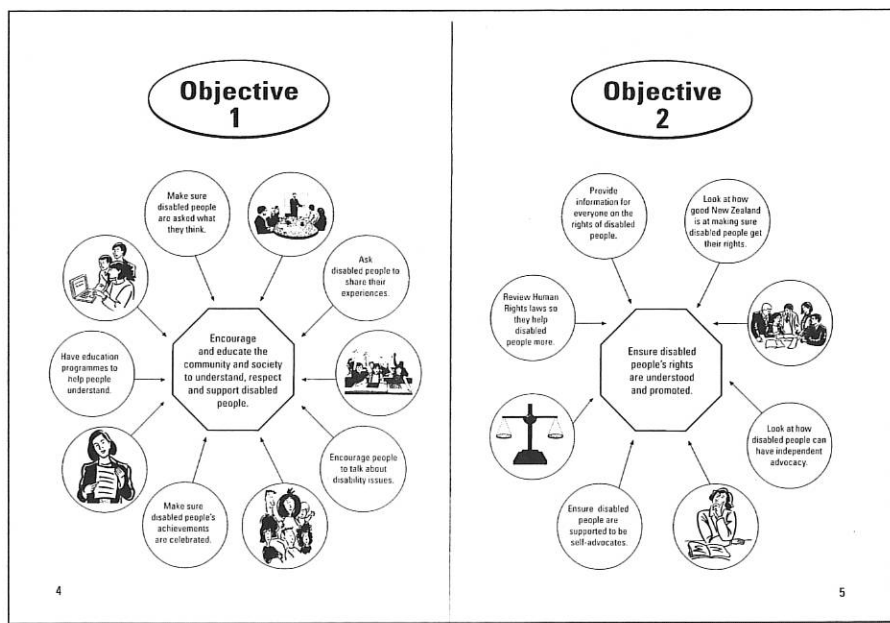 Objective
1
Make sure
disabled people
are asked what
they think.
Ask
disabled people to
share their
experiences.
Have education
programmes to
help people
understand.
Encourage
and educate the
community and society
to understand, respect
and support disabled
people.
Encourage people
to talk about
disability issues.
Make sure
disabled people's
achievements
are celebrated.
4
Objective
2
Provide
information for
everyone on the
rights of disabled
people.
Look at how
good New Zealand
is at making sure
disabled people get
their rights.
Review Human
Rights laws so
they help
disabled
people more.
Ensure disabled
people's rights
are understood
and promoted.
Look at how
disabled people can
have independent
advocacy.
Ensure disabled
people are
supported to be
self-advocates.
5